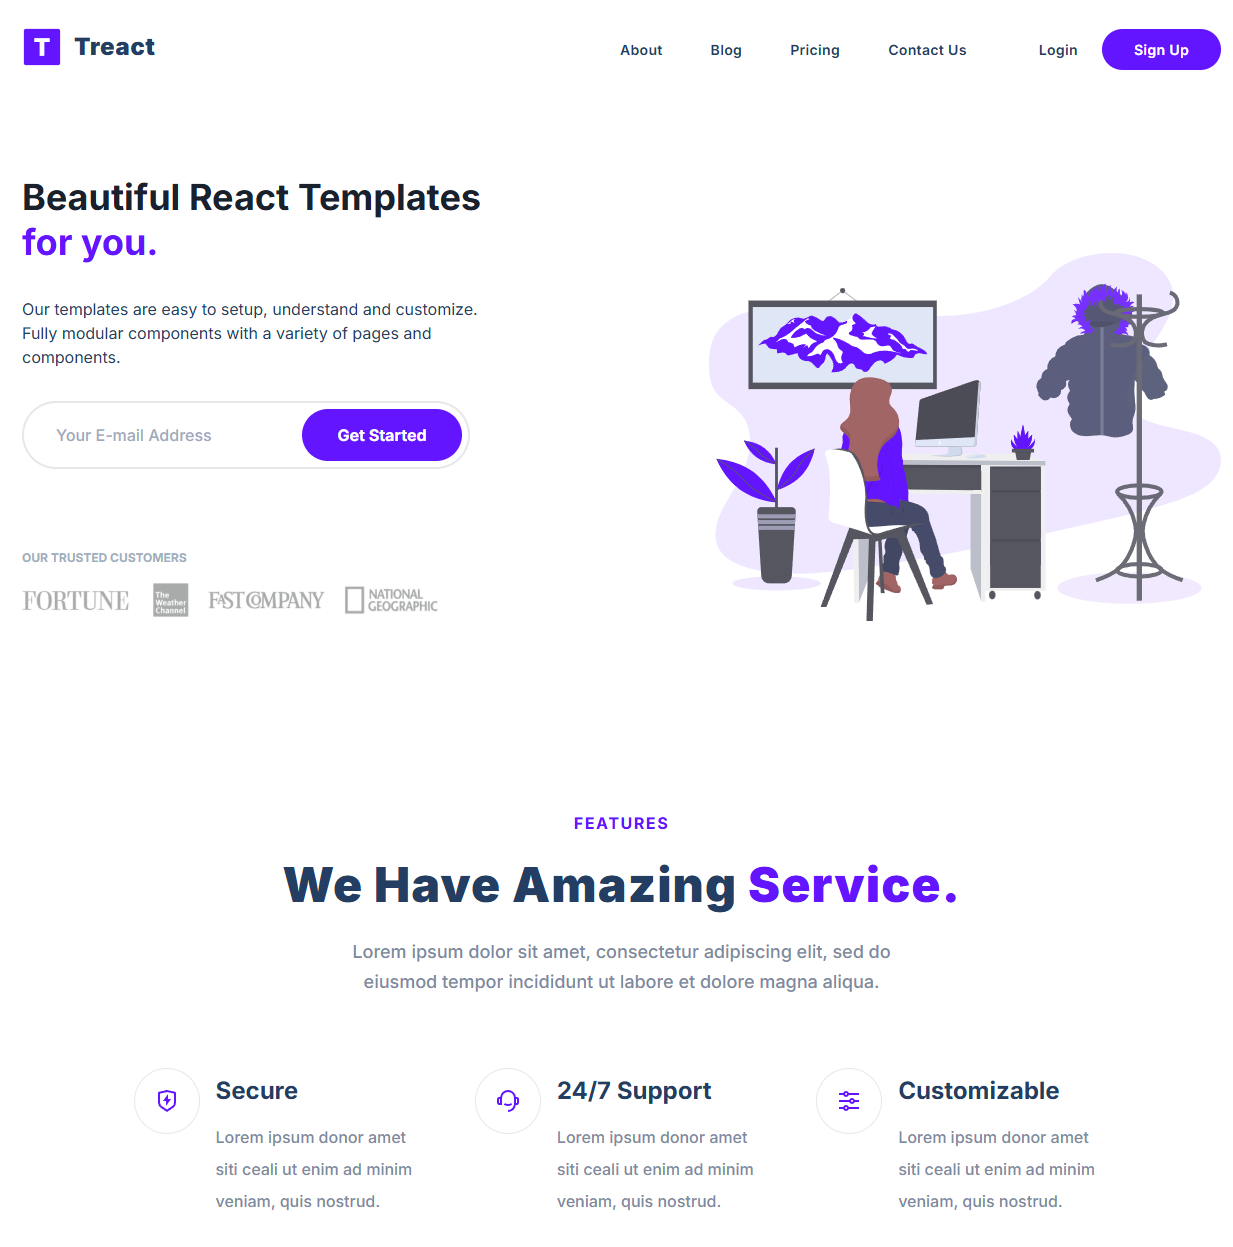 T Treact
About Blog Pricing Contact Us Login Sign Up
Beautiful React Templates
for you.
Our templates are easy to setup, understand and customize.
Fully modular components with a variety of pages and
components.
Your E-mail Address Get Started
OUR TRUSTED CUSTOMERS
FORTUNE
The
Weather
Channel
FAST COMPANY
NATIONAL
GEOGRAPHIC
FEATURES
We Have Amazing Service.
Lorem ipsum dolor sit amet, consectetur adipiscing elit, sed do
eiusmod tempor incididunt ut labore et dolore magna aliqua.
Secure
Lorem ipsum donor amet
siti ceali ut enim ad minim
veniam, quis nostrud.
24/7 Support
Lorem ipsum donor amet
siti ceali ut enim ad minim
veniam, quis nostrud.
Customizable
Lorem ipsum donor amet
siti ceali ut enim ad minim
veniam, quis nostrud.